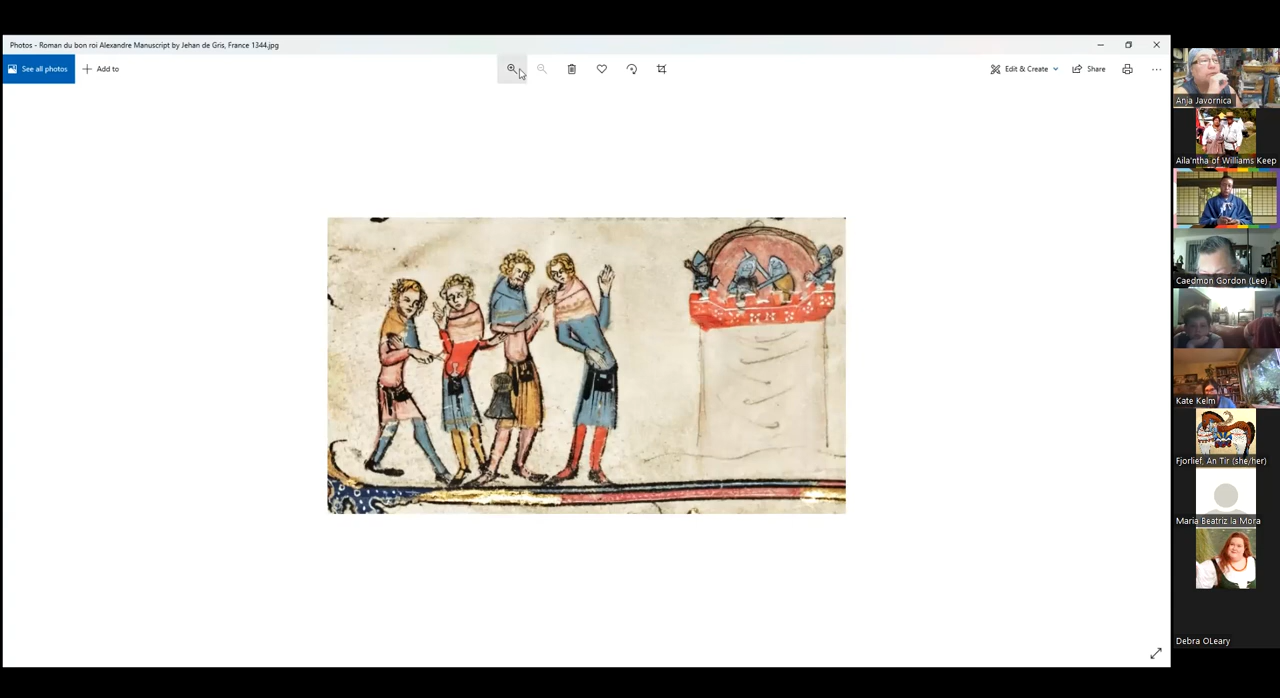 Photos - Roman du bon roi Alexandre Manuscript by Jehan de Gris, France 1344.jpg
See all photos
Add to
Edit & Create
Share
Anja Javornica
Aila'ntha of Williams Keep
Caedmon Gordon (Lee)
Kate Kelm
Fjorlief, An Tir (she/her)
Maria Beatriz la Mora
Debra OLeary